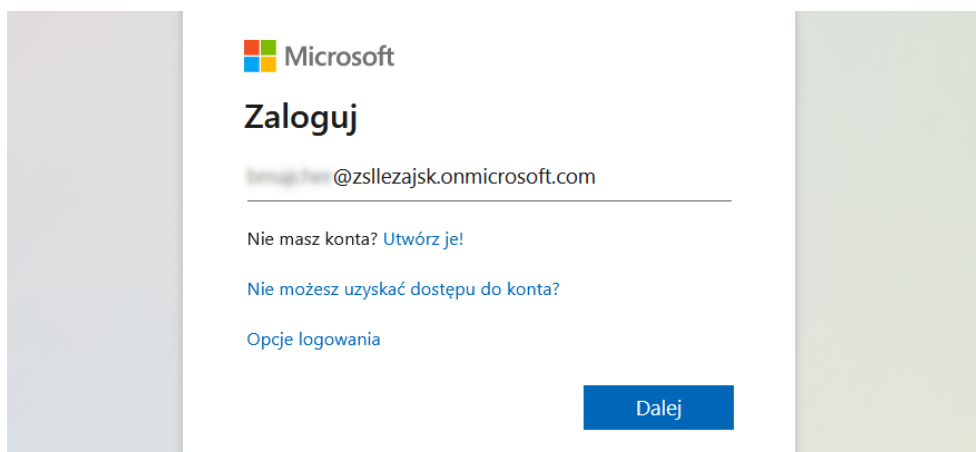 Microsoft
Zaloguj
@zsllezajsk.onmicrosoft.com
Nie masz konta? Utwórz je!
Nie możesz uzyskać dostępu do konta?
Opcje logowania
Dalej